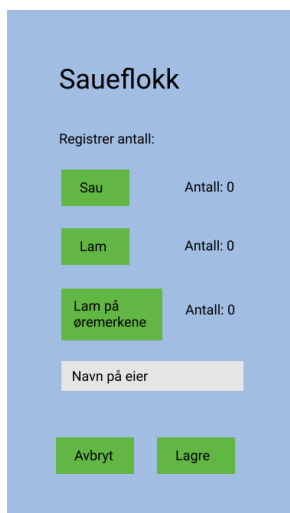 Saueflokk
Registrer antall:
Sau Antall: 0
Lam Antall: 0
Lam på
øremerkene Antall: 0
Navn på eier
Avbryt Lagre